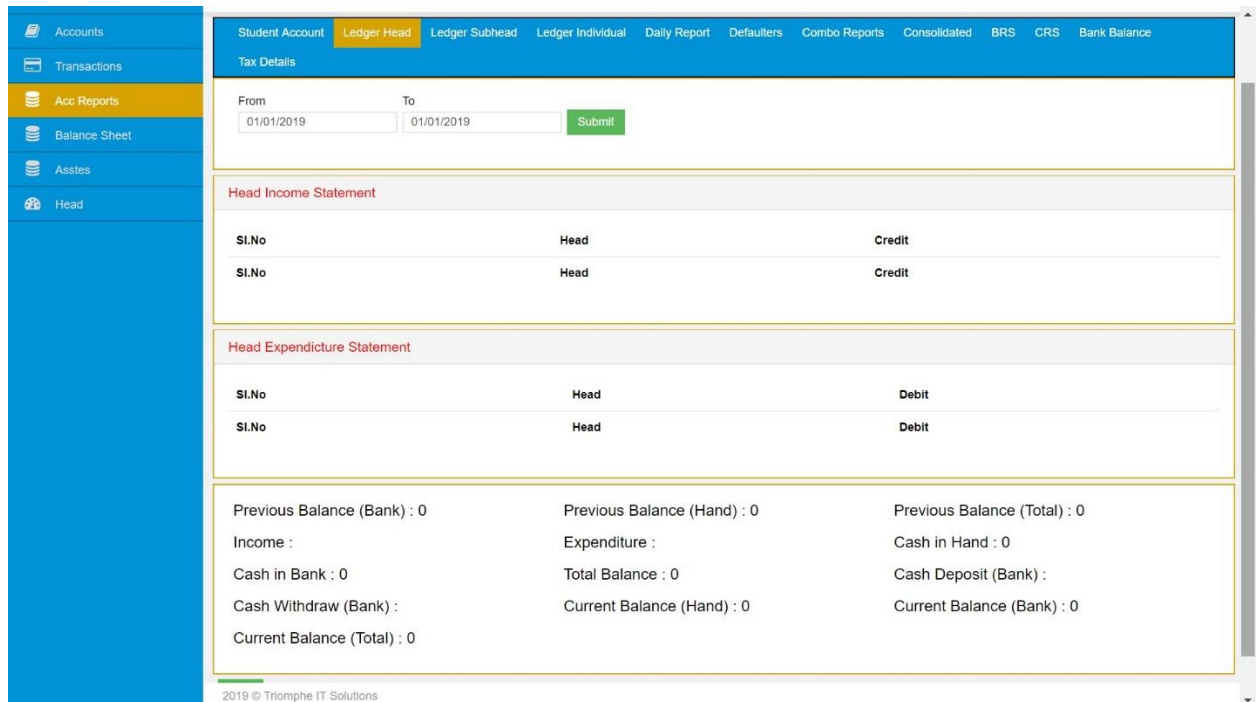 Accounts
Transactions
Acc Reports
Balance Sheet
Asstes
Head
Student Account Ledger Head Ledger Subhead Ledger Individual Daily Report Defaulters Combo Reports Consolidated BRS CRS Bank Balance
Tax Details
From To
01/01/2019 01/01/2019 Submit
Head Income Statement
Sl.No Head Credit
Sl.No Head Credit
Head Expendicture Statement
Sl.No Head Debit
Sl.No Head Debit
Previous Balance (Bank) : 0 Previous Balance (Hand) : 0 Previous Balance (Total) : 0
Income : Expenditure : Cash in Hand : 0
Cash in Bank : 0 Total Balance : 0 Cash Deposit (Bank) :
Cash Withdraw (Bank) : Current Balance (Hand) : 0 Current Balance (Bank) : 0
Current Balance (Total) : 0
2019 © Triomphe IT Solutions